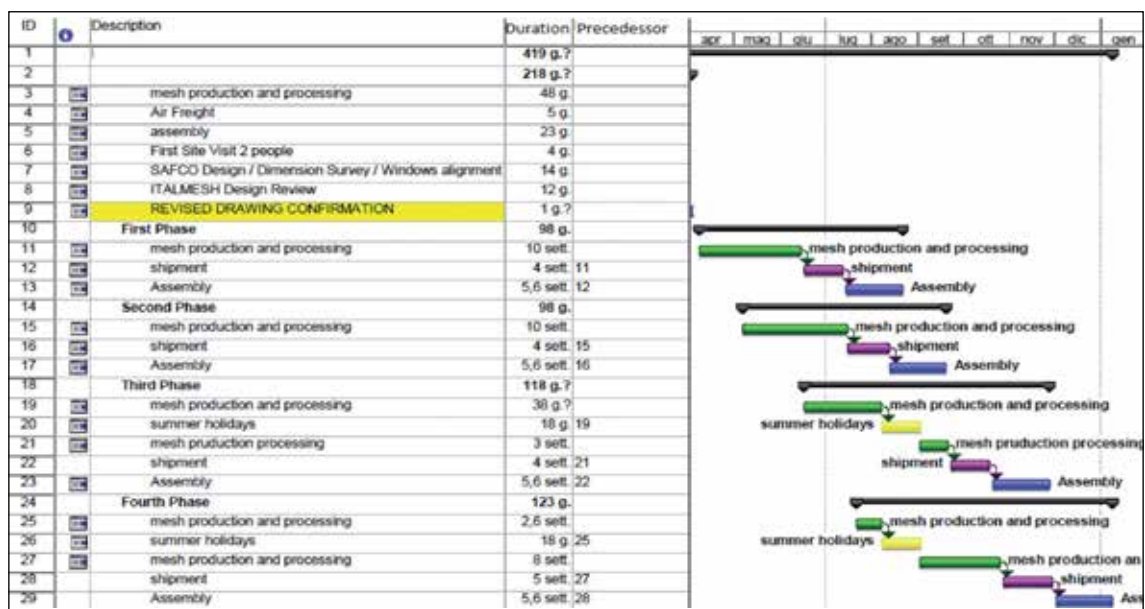 ID Description Duration Precedessor apr mag giu lug ago set ott nov dic gen
1 419 g.?
2 218 g.?
3 mesh production and processing 48 g.
4 Air Freight 5 g.
5 assembly 23 g.
6 First Site Visit 2 people 4 g.
7 SAFCO Design / Dimension Survey / Windows alignment 14 g.
8 ITALMESH Design Review 12 g.
9 REVISED DRAWING CONFIRMATION 1 g.?
10 First Phase 98 g.
11 mesh production and processing 10 sett. mesh production and processing
12 shipment 4 sett. 11 shipment
13 Assembly 5,6 sett. 12 Assembly
14 Second Phase 98 g.
15 mesh production and processing 10 sett. mesh production and processing
16 shipment 4 sett. 15 shipment
17 Assembly 5,6 sett. 16 Assembly
18 Third Phase 118 g.?
19 mesh production and processing 38 g.? mesh production and processing
20 summer holidays 18 g. 19 summer holidays
21 mesh pruduction processing 3 sett. mesh pruduction processing
22 shipment 4 sett. 21 shipment
23 Assembly 5,6 sett. 22 Assembly
24 Fourth Phase 123 g.
25 mesh production and processing 2,6 sett. mesh production and processing
26 summer holidays 18 g. 25 summer holidays
27 mesh production and processing 8 sett. mesh production an
28 shipment 5 sett. 27 shipment
29 Assembly 5,6 sett. 28 Ass